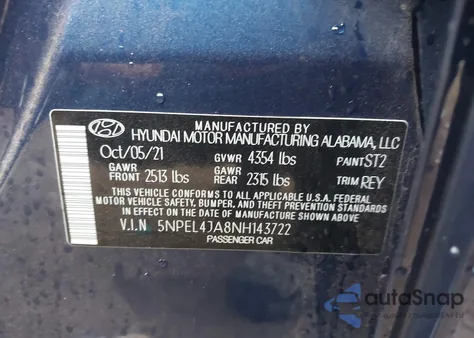 MANUFACTURED BY
HYUNDAI MOTOR MANUFACTURING ALABAMA, LLC
Oct/05/21 GVWR 4354 lbs PAINT ST2
GAWR FRONT 2513 lbs GAWR REAR 2315 lbs TRIM REY
THIS VEHICLE CONFORMS TO ALL APPLICABLE U.S.A. FEDERAL
MOTOR VEHICLE SAFETY, BUMPER, AND THEFT PREVENTION STANDARDS
IN EFFECT ON THE DATE OF MANUFACTURE SHOWN ABOVE.
V.I.N 5NPEL4JA8NH143722
PASSENGER CAR
autoSnap